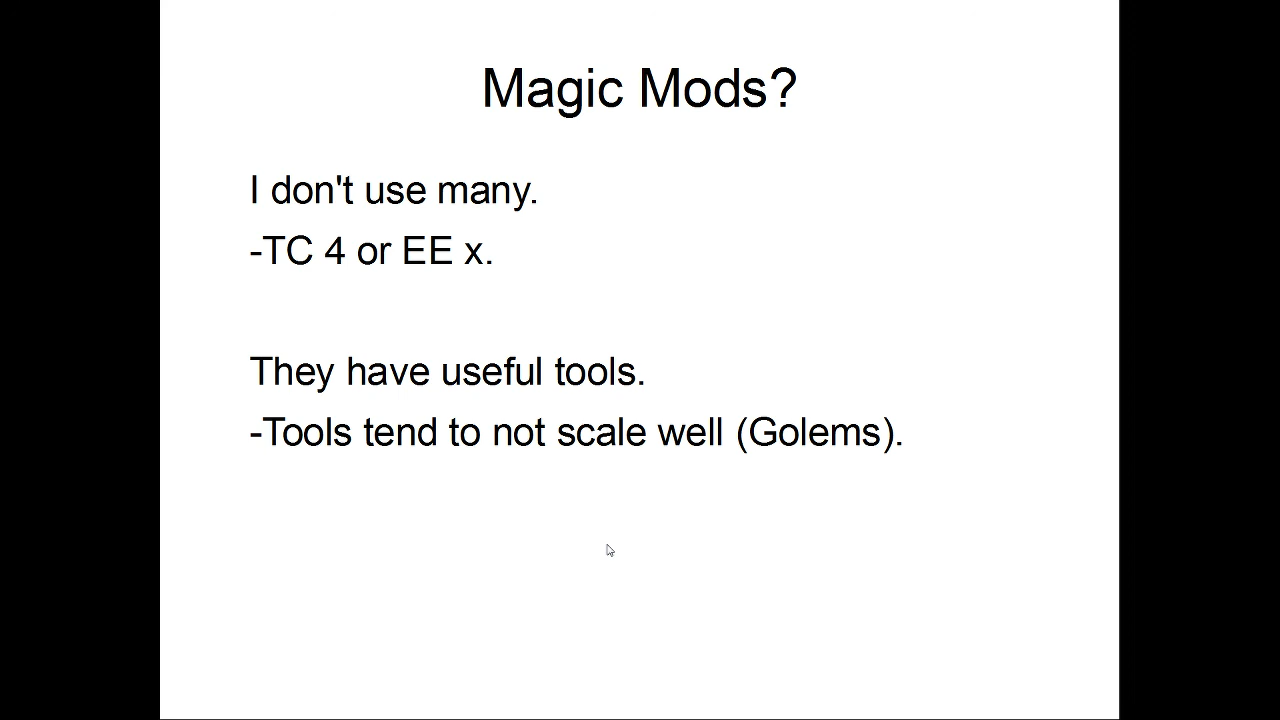 Magic Mods?
I don't use many.
-TC 4 or EE x.
They have useful tools.
-Tools tend to not scale well (Golems).